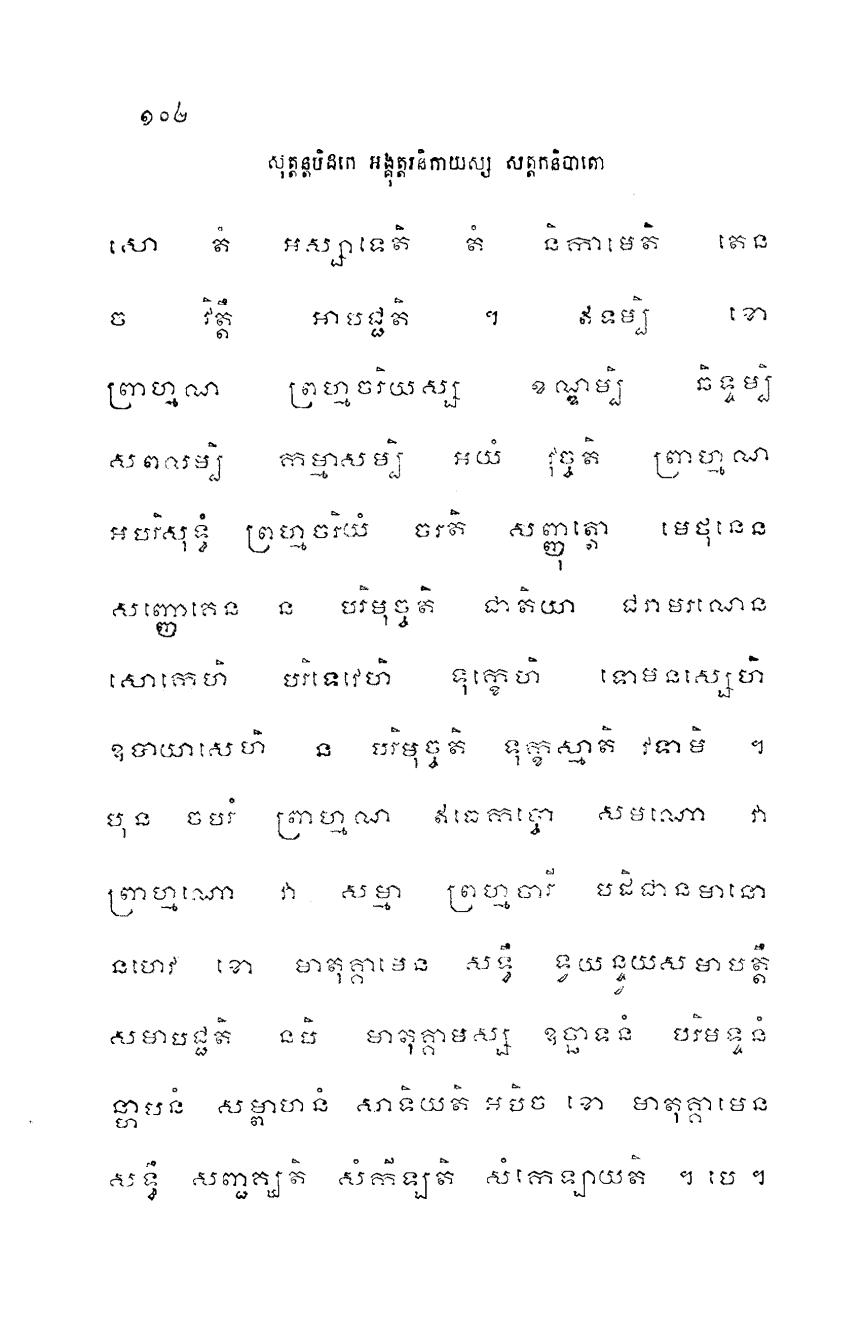 ១០៤
សុត្តន្តបិដកេ អង្គុត្តរនិកាយស្ស សត្តកនិបាតោ
សោ តំ អស្សាទេតិ តំ និកាមេតិ តេន
ច វិត្តឹ អាបជ្ជតិ ។ ឥទម្បិ ខោ
ព្រាហ្មណ ព្រហ្មចរិយស្ស ខណ្ឌម្បិ ឆិទ្ទម្បិ
សពលម្បិ កម្មាសម្បិ អយំ វុច្ចតិ ព្រាហ្មណ
អបរិសុទ្ធំ ព្រហ្មចរិយំ ចរតិ សញ្ញុត្តោ មេថុនេន
សញ្ញោគេន ន បរិមុច្ចតិ ជាតិយា ជរាមរណេន
សោកេហិ បរិទេវេហិ ទុក្ខេហិ ទោមនស្សេហិ
ឧបាយាសេហិ ន បរិមុច្ចតិ ទុក្ខស្មាតិ វទាមិ ។
បុន ចបរំ ព្រាហ្មណ ឥធេកច្ចោ សមណោ វា
ព្រាហ្មណោ វា សម្មា ព្រហ្មចារី បដិជានមានោ
នហេវ ខោ មាតុគ្គាមេន សទ្ធឹ ទ្វយន្ទ្វយសមាបត្តឹ
សមាបជ្ជតិ នបិ មាតុគ្គាមស្ស ឧច្ឆាទនំ បរិមទ្ទនំ
ន្ហាបនំ សម្ពាហនំ សាទិយតិ អបិច ខោ មាតុគ្គាមេន
សទ្ធឹ សញ្ជគ្ឃតិ សំកីឡតិ សំកេឡាយតិ ។ បេ ។